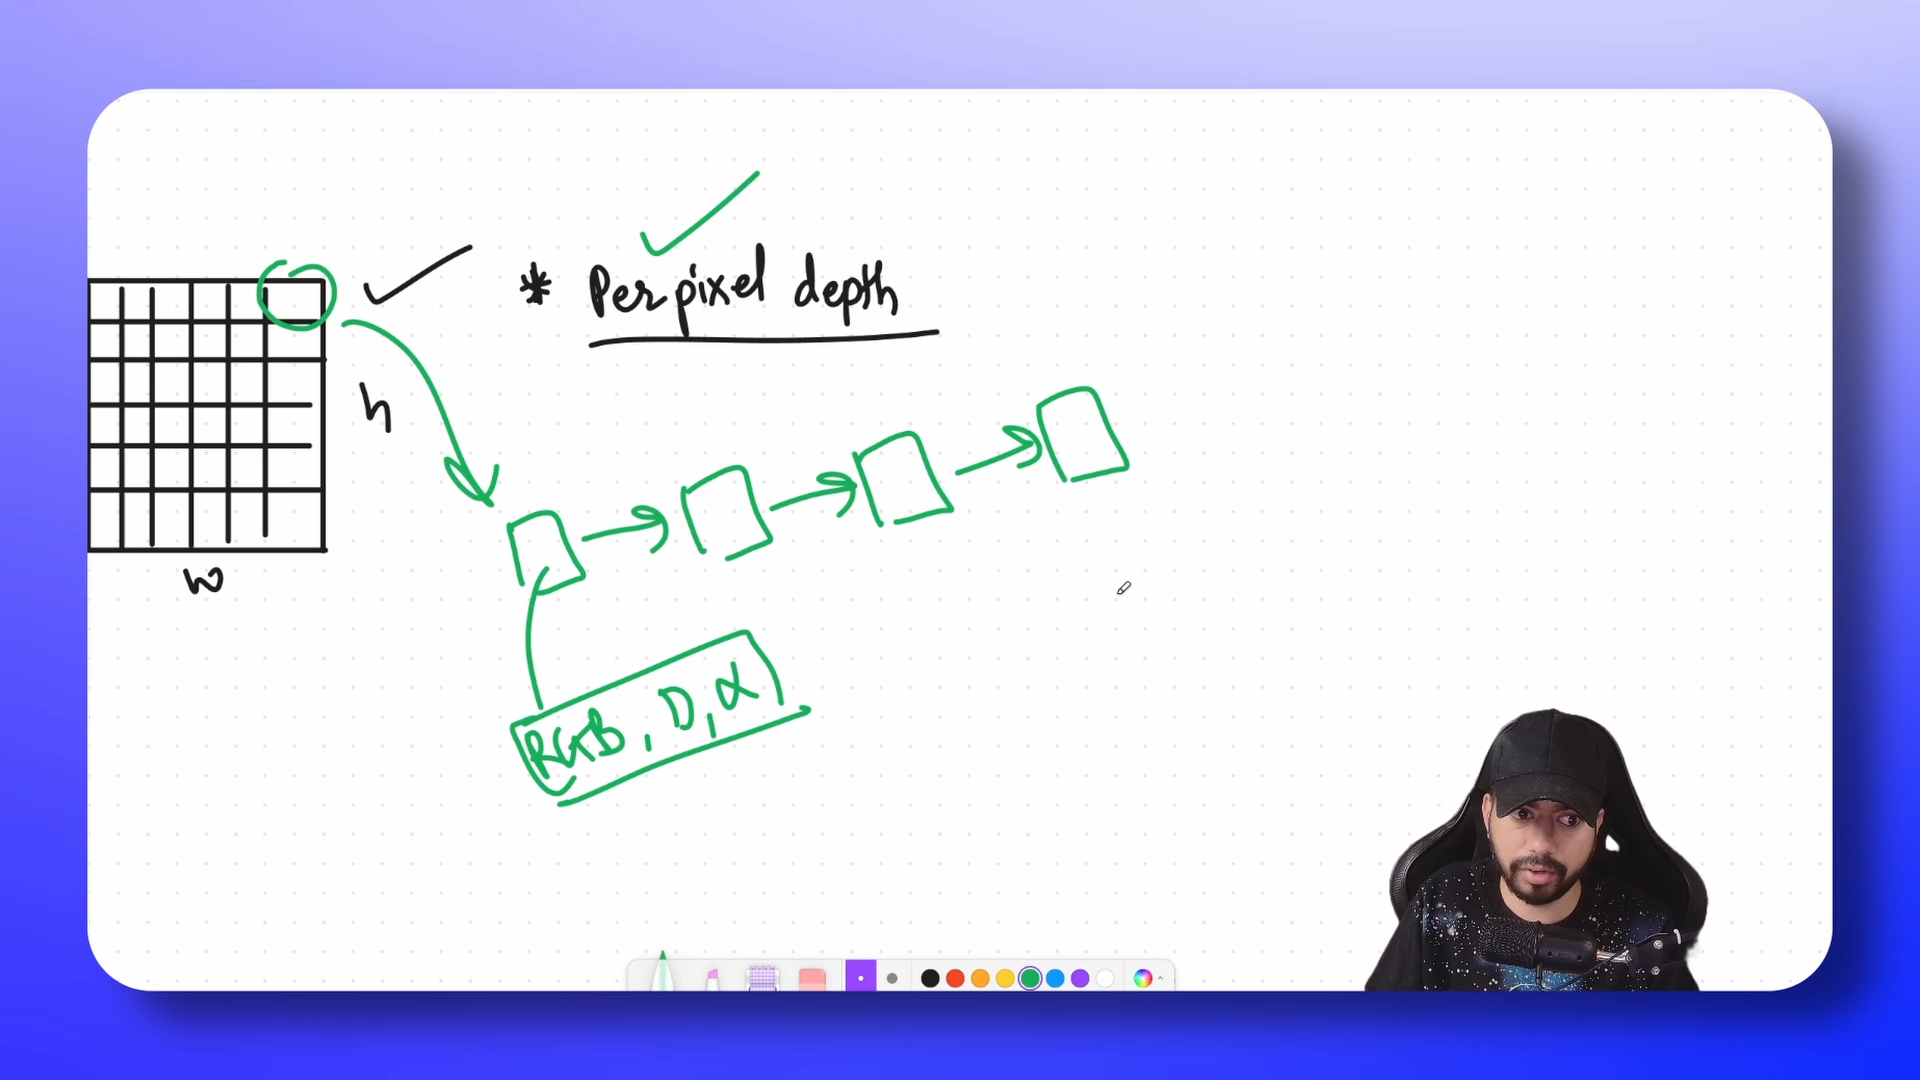 * Per pixel depth
h
w
RGB, D, α